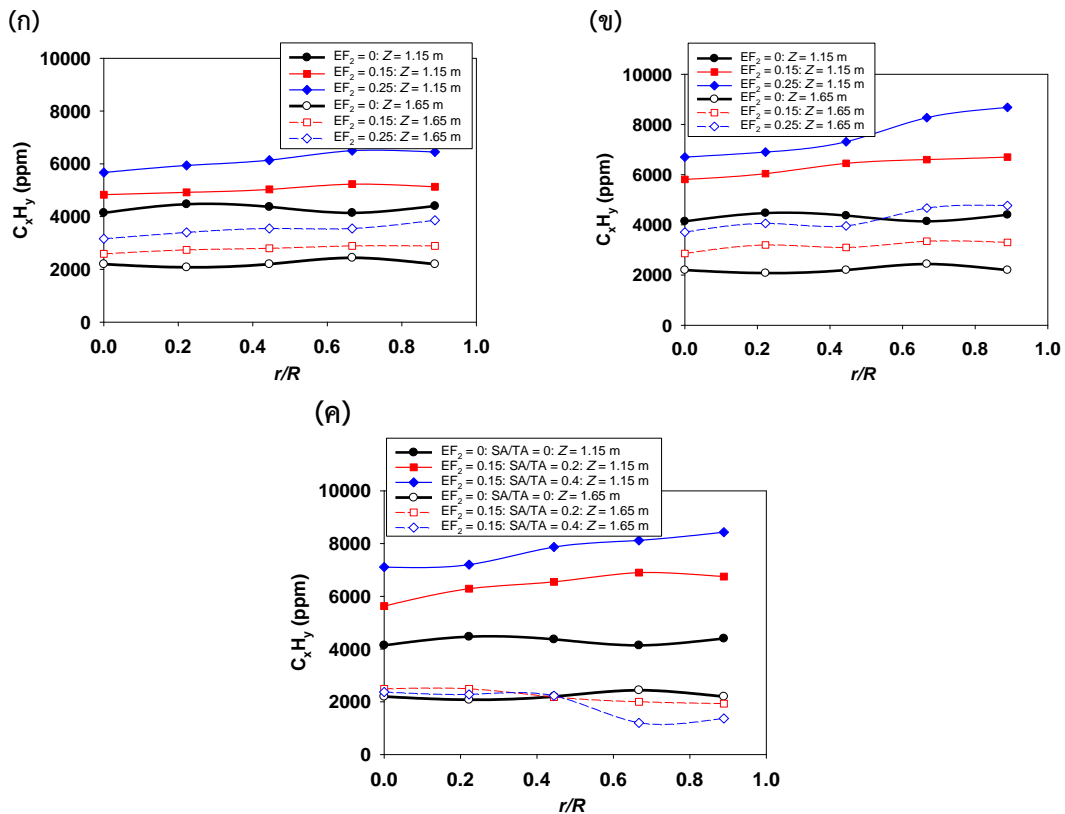 (ก)
EF₂ = 0: Z = 1.15 m
EF₂ = 0.15: Z = 1.15 m
EF₂ = 0.25: Z = 1.15 m
EF₂ = 0: Z = 1.65 m
EF₂ = 0.15: Z = 1.65 m
EF₂ = 0.25: Z = 1.65 m
10000
8000
6000
4000
2000
0
CₓHᵧ (ppm)
0.0 0.2 0.4 0.6 0.8 1.0
r/R
(ข)
EF₂ = 0: Z = 1.15 m
EF₂ = 0.15: Z = 1.15 m
EF₂ = 0.25: Z = 1.15 m
EF₂ = 0: Z = 1.65 m
EF₂ = 0.15: Z = 1.65 m
EF₂ = 0.25: Z = 1.65 m
10000
8000
6000
4000
2000
0
CₓHᵧ (ppm)
0.0 0.2 0.4 0.6 0.8 1.0
r/R
(ค)
EF₂ = 0: SA/TA = 0: Z = 1.15 m
EF₂ = 0.15: SA/TA = 0.2: Z = 1.15 m
EF₂ = 0.15: SA/TA = 0.4: Z = 1.15 m
EF₂ = 0: SA/TA = 0: Z = 1.65 m
EF₂ = 0.15: SA/TA = 0.2: Z = 1.65 m
EF₂ = 0.15: SA/TA = 0.4: Z = 1.65 m
10000
8000
6000
4000
2000
0
CₓHᵧ (ppm)
0.0 0.2 0.4 0.6 0.8 1.0
r/R